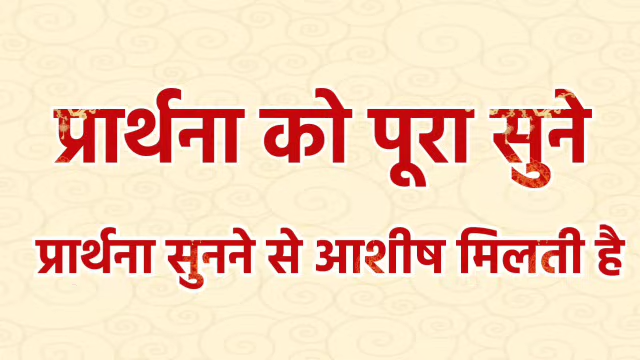 प्रार्थना को पूरा सुने
प्रार्थना सुनने से आशीष मिलती है